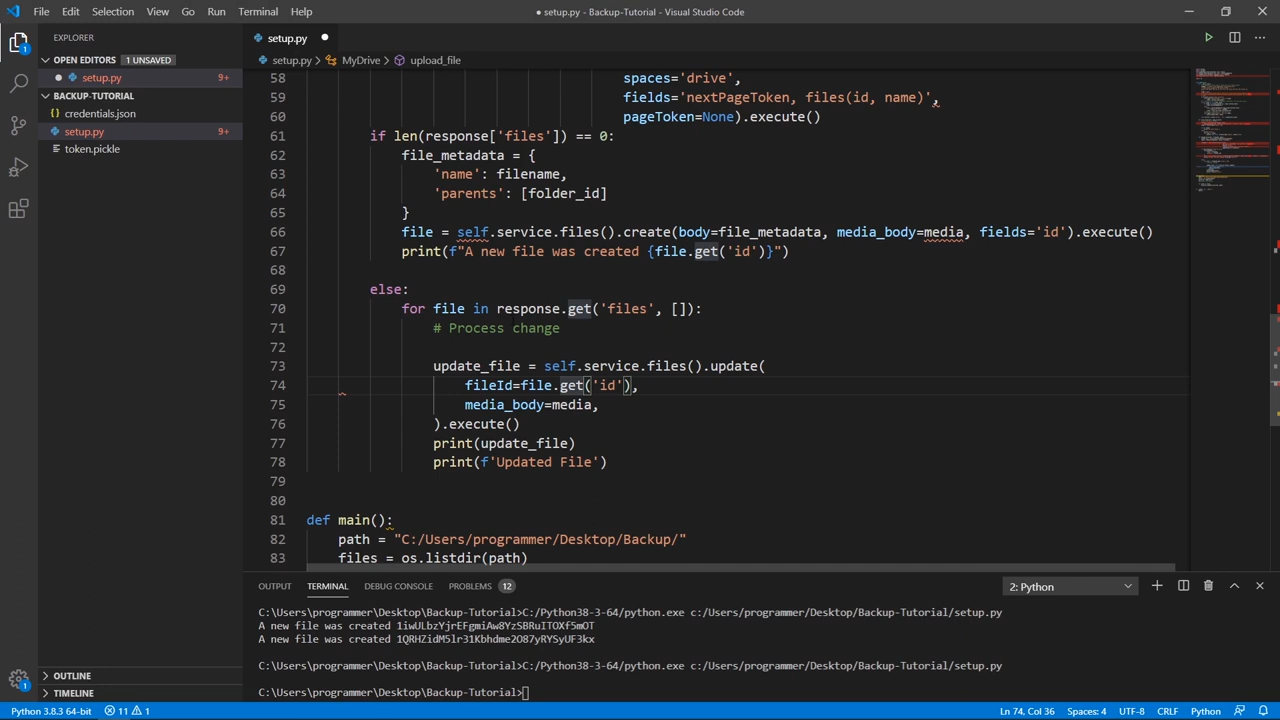 File Edit Selection View Go Run Terminal Help
● setup.py - Backup-Tutorial - Visual Studio Code
EXPLORER
OPEN EDITORS 1 UNSAVED
setup.py 9+
BACKUP-TUTORIAL
credentials.json
setup.py 9+
token.pickle
OUTLINE
TIMELINE
1
1
setup.py
setup.py > MyDrive > upload_file
58 spaces='drive',
59 fields='nextPageToken, files(id, name)',
60 pageToken=None).execute()
61 if len(response['files']) == 0:
62 file_metadata = {
63 'name': filename,
64 'parents': [folder_id]
65 }
66 file = self.service.files().create(body=file_metadata, media_body=media, fields='id').execute()
67 print(f"A new file was created {file.get('id')}")
68
69 else:
70 for file in response.get('files', []):
71 # Process change
72
73 update_file = self.service.files().update(
74 fileId=file.get('id'),
75 media_body=media,
76 ).execute()
77 print(update_file)
78 print(f'Updated File')
79
80
81 def main():
82 path = "C:/Users/programmer/Desktop/Backup/"
83 files = os.listdir(path)
OUTPUT TERMINAL DEBUG CONSOLE PROBLEMS 12
2: Python
C:\Users\programmer\Desktop\Backup-Tutorial>C:/Python38-3-64/python.exe c:/Users/programmer/Desktop/Backup-Tutorial/setup.py
A new file was created 1iwULbzYjrEFgmiAw8YzSBRuITOXf5mOT
A new file was created 1QRHZidM5lr31Kbhdme2O87yRYSyUF3kx
C:\Users\programmer\Desktop\Backup-Tutorial>C:/Python38-3-64/python.exe c:/Users/programmer/Desktop/Backup-Tutorial/setup.py
C:\Users\programmer\Desktop\Backup-Tutorial>
Python 3.8.3 64-bit 11 1
Ln 74, Col 36 Spaces: 4 UTF-8 CRLF Python